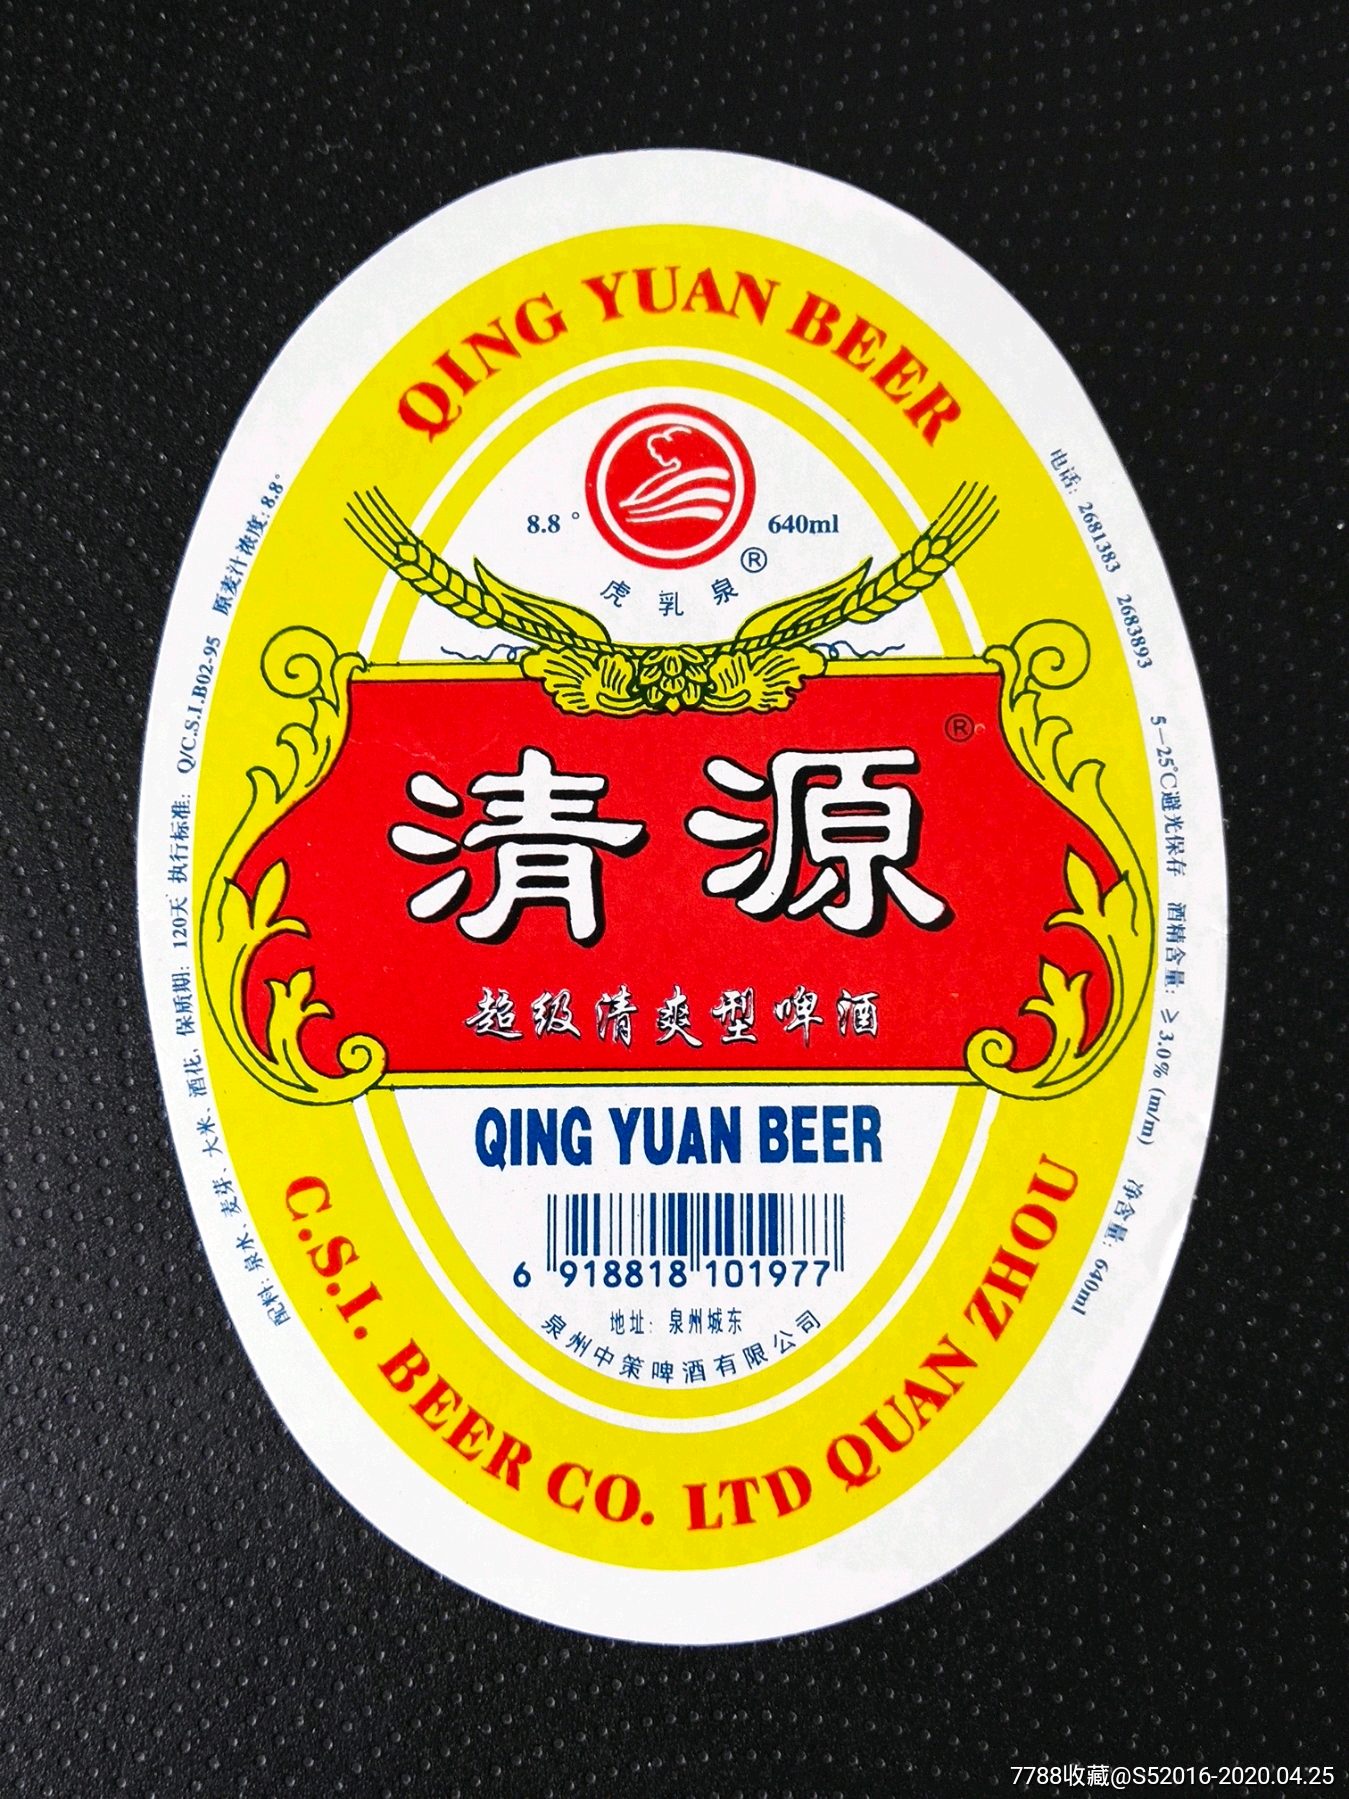 QING YUAN BEER
8.8°
640ml
虎乳泉®
®
清源
超级清爽型啤酒
QING YUAN BEER
6 918818 101977
地址：泉州城东
泉州中策啤酒有限公司
C.S.I. BEER CO. LTD QUAN ZHOU
配料：泉水、麦芽、大米、酒花，保质期：120天 执行标准：Q/C.S.I.B02-95 原麦汁浓度：8.8°
电话：2681383 2683893 5—25℃避光保存 酒精含量：≥3.0% (m/m) 净含量：640ml
7788收藏@S52016-2020.04.25